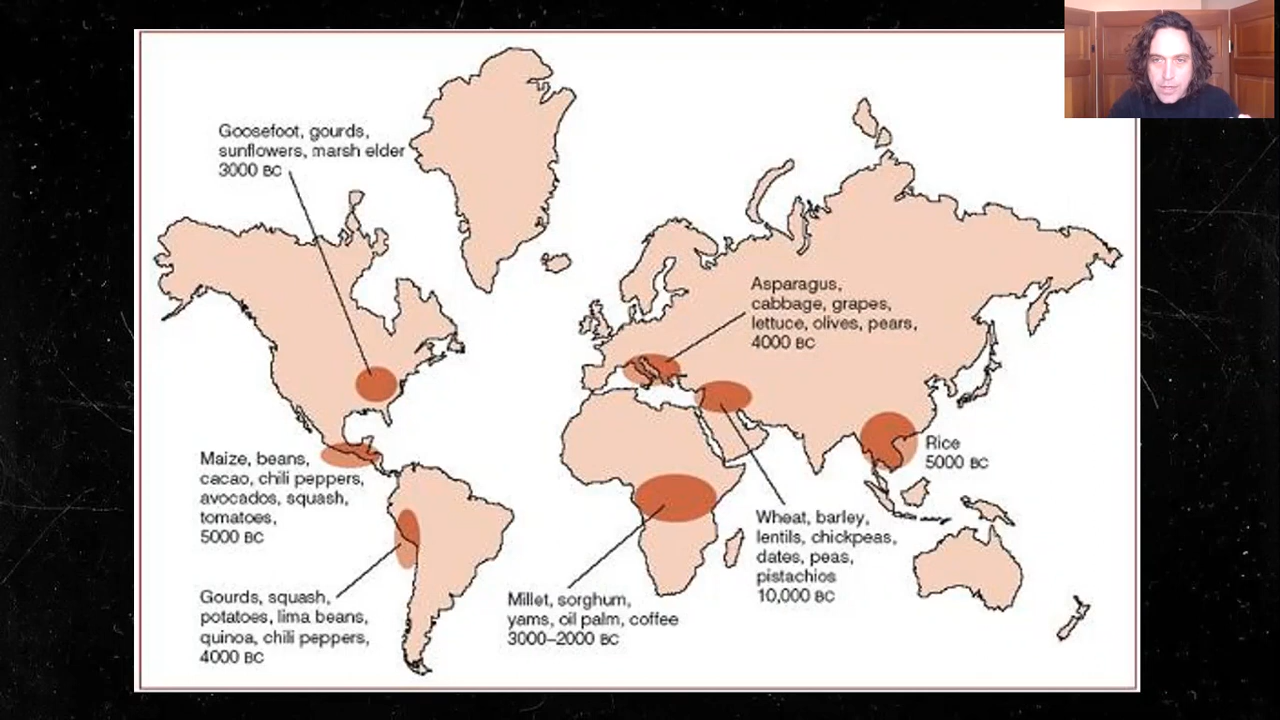 Goosefoot, gourds,
sunflowers, marsh elder
3000 BC
Asparagus,
cabbage, grapes,
lettuce, olives, pears,
4000 BC
Rice
5000 BC
Maize, beans,
cacao, chili peppers,
avocados, squash,
tomatoes,
5000 BC
Wheat, barley,
lentils, chickpeas,
dates, peas,
pistachios
10,000 BC
Gourds, squash,
potatoes, lima beans,
quinoa, chili peppers,
4000 BC
Millet, sorghum,
yams, oil palm, coffee
3000–2000 BC